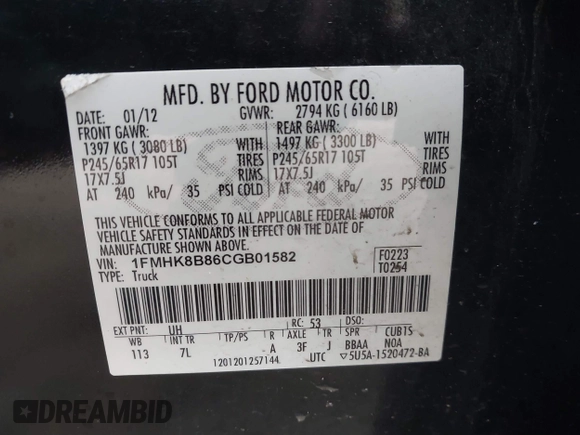 MFD. BY FORD MOTOR CO.
DATE: 01/12 GVWR: 2794 KG ( 6160 LB)
FRONT GAWR: REAR GAWR:
1397 KG ( 3080 LB) WITH 1497 KG ( 3300 LB) WITH
P245/65R17 105T TIRES P245/65R17 105T TIRES
17X7.5J RIMS 17X7.5J RIMS
AT 240 kPa/ 35 PSI COLD AT 240 kPa/ 35 PSI COLD
THIS VEHICLE CONFORMS TO ALL APPLICABLE FEDERAL MOTOR
VEHICLE SAFETY STANDARDS IN EFFECT ON THE DATE OF
MANUFACTURE SHOWN ABOVE.
VIN: 1FMHK8B86CGB01582 F0223
TYPE: Truck T0254
EXT PNT: UH RC: 53 DSO:
WB INT TR TP/PS R AXLE TR SPR CUBTS
113 7L A 3F J BBAA NOA
1201201257144 UTC ▽5U5A-1520472-BA
Ford
DREAMBID